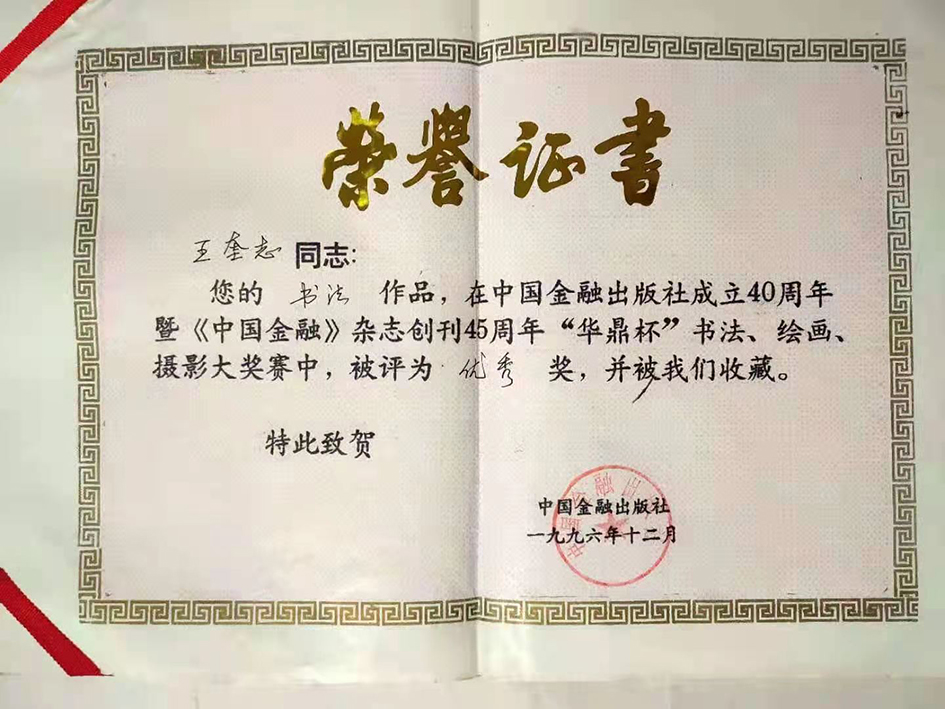 荣誉证书
王奎志 同志：
您的 书法 作品，在中国金融出版社成立40周年
暨《中国金融》杂志创刊45周年“华鼎杯”书法、绘画、
摄影大奖赛中，被评为 优秀 奖，并被我们收藏。
特此致贺
中国金融出版社
一九九六年十二月